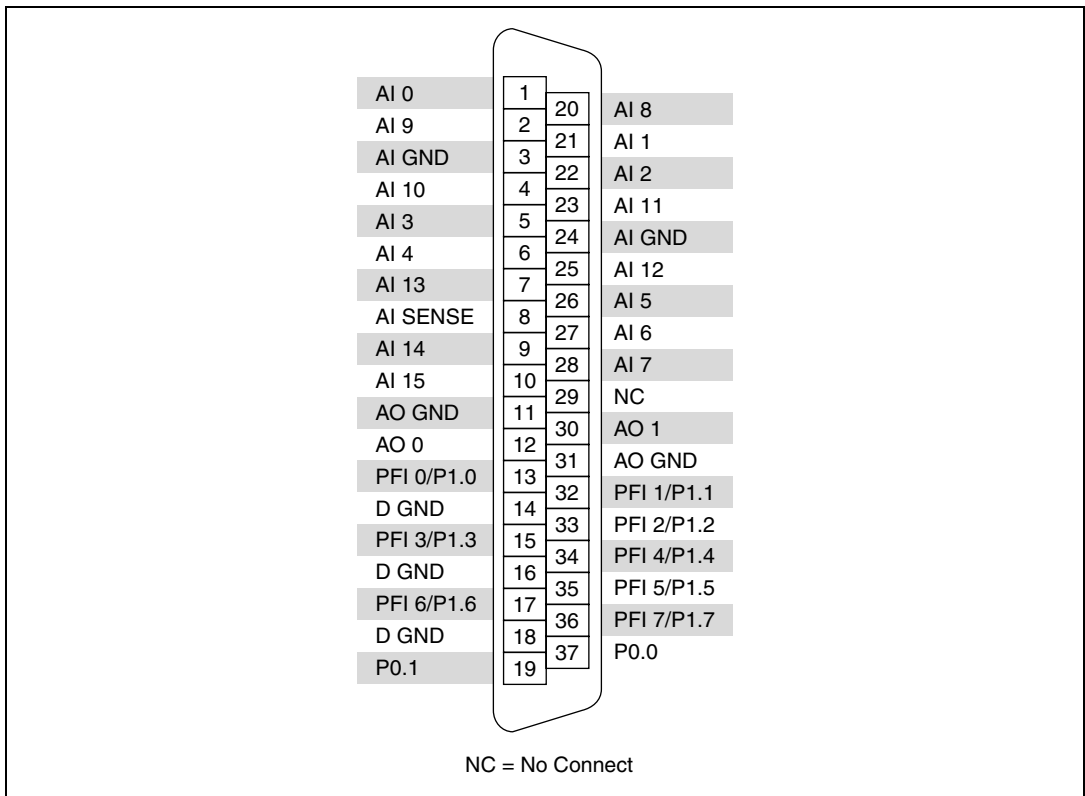 AI 0 1
20 AI 8
AI 9 2
21 AI 1
AI GND 3
22 AI 2
AI 10 4
23 AI 11
AI 3 5
24 AI GND
AI 4 6
25 AI 12
AI 13 7
26 AI 5
AI SENSE 8
27 AI 6
AI 14 9
28 AI 7
AI 15 10
29 NC
AO GND 11
30 AO 1
AO 0 12
31 AO GND
PFI 0/P1.0 13
32 PFI 1/P1.1
D GND 14
33 PFI 2/P1.2
PFI 3/P1.3 15
34 PFI 4/P1.4
D GND 16
35 PFI 5/P1.5
PFI 6/P1.6 17
36 PFI 7/P1.7
D GND 18
37 P0.0
P0.1 19
NC = No Connect